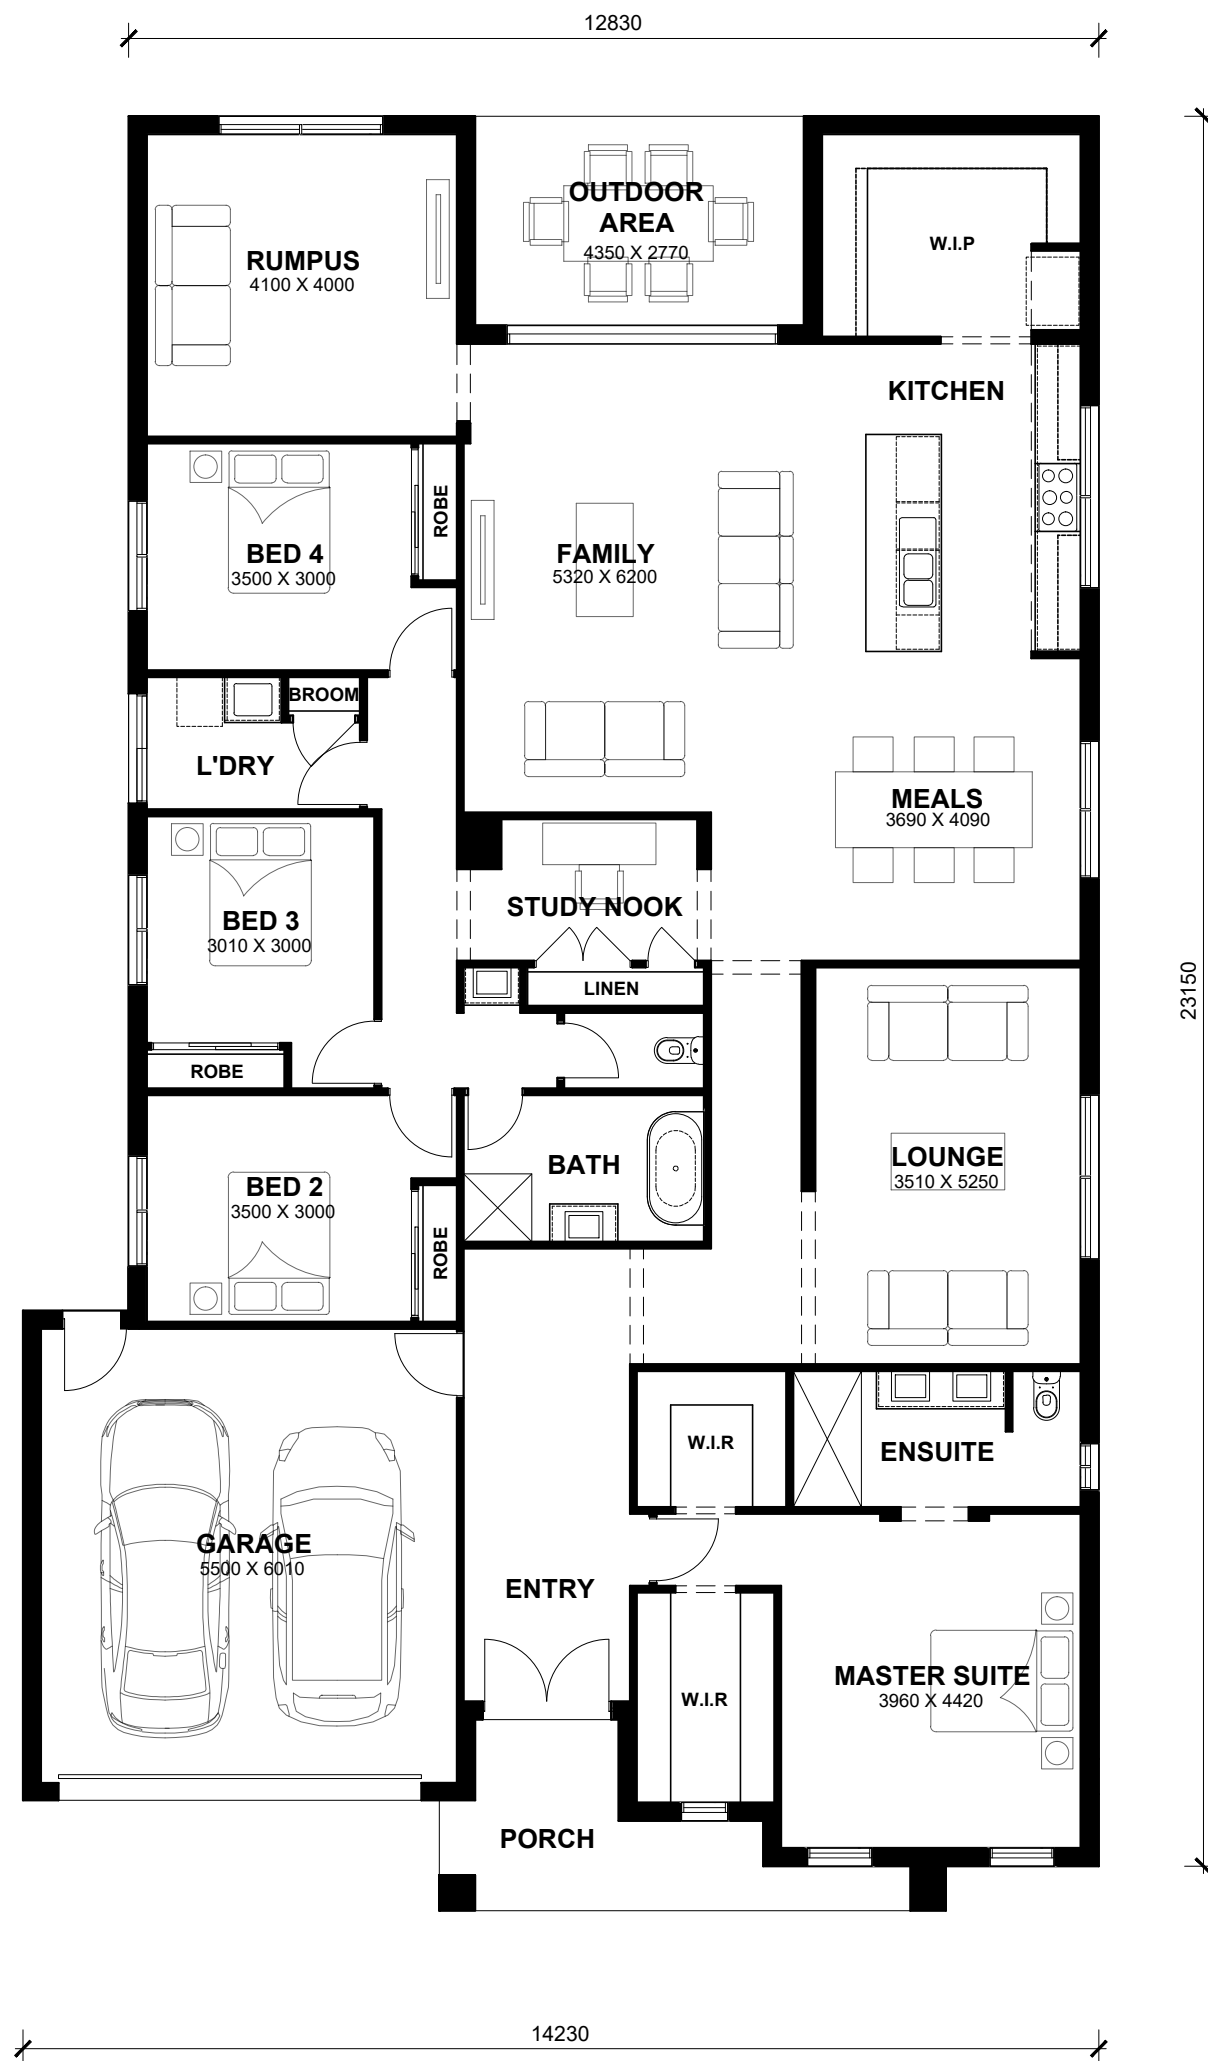 12830
OUTDOOR
AREA
4350 X 2770
W.I.P
RUMPUS
4100 X 4000
KITCHEN
ROBE
BED 4
3500 X 3000
FAMILY
5320 X 6200
BROOM
L'DRY
MEALS
3690 X 4090
BED 3
3010 X 3000
STUDY NOOK
LINEN
23150
ROBE
BATH
LOUNGE
3510 X 5250
BED 2
3500 X 3000
ROBE
W.I.R
ENSUITE
GARAGE
5500 X 6010
ENTRY
MASTER SUITE
3960 X 4420
W.I.R
PORCH
14230